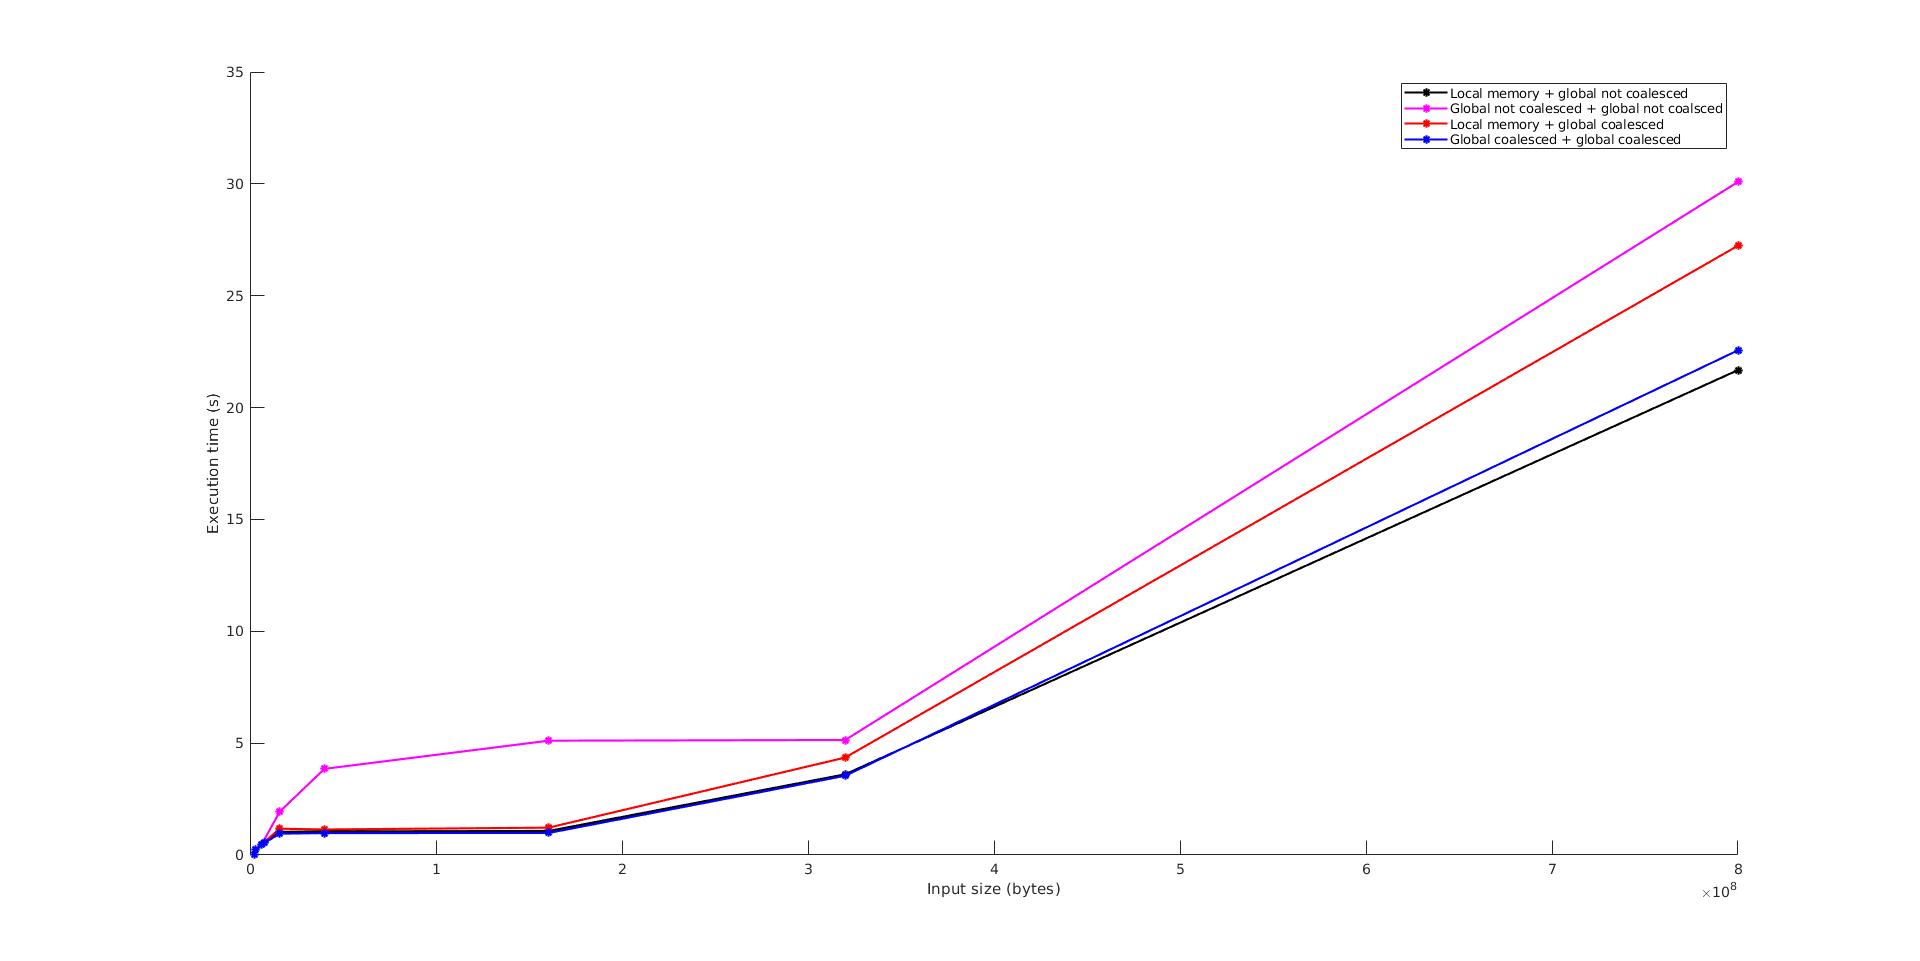 35
30
25
20
15
10
5
0
Execution time (s)
Local memory + global not coalesced
Global not coalesced + global not coalsced
Local memory + global coalesced
Global coalesced + global coalesced
0 1 2 3 4 5 6 7 8
Input size (bytes)
×10⁸